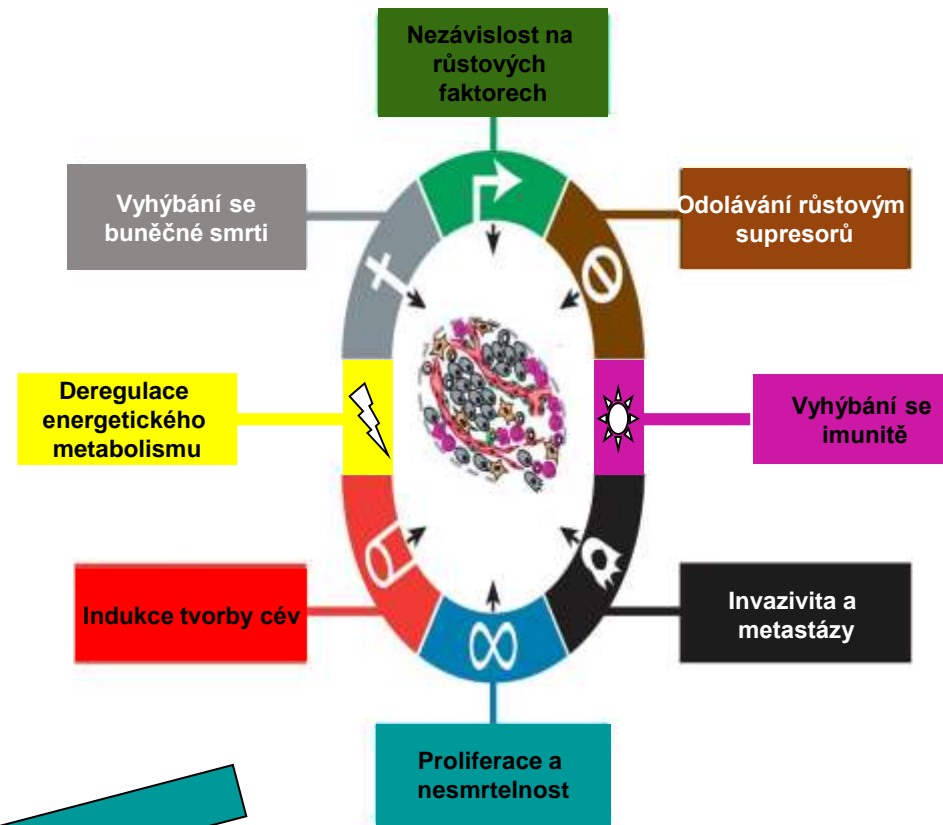 Nezávislost na
růstových
faktorech
Vyhýbání se
buněčné smrti
Odolávání růstovým
supresorů
Deregulace
energetického
metabolismu
Vyhýbání se
imunitě
Indukce tvorby cév
Invazivita a
metastázy
Proliferace a
nesmrtelnost